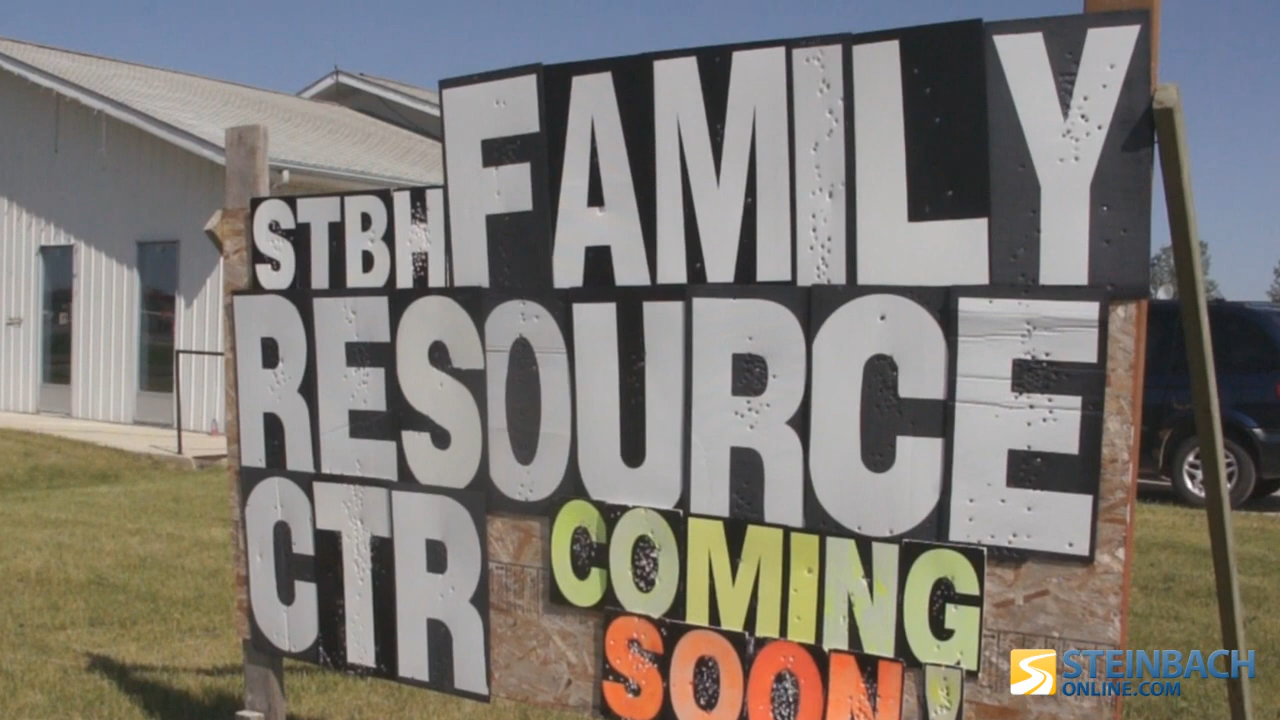 STBH FAMILY
RESOURCE
CTR COMING
SOON!
STEINBACH
ONLINE.COM